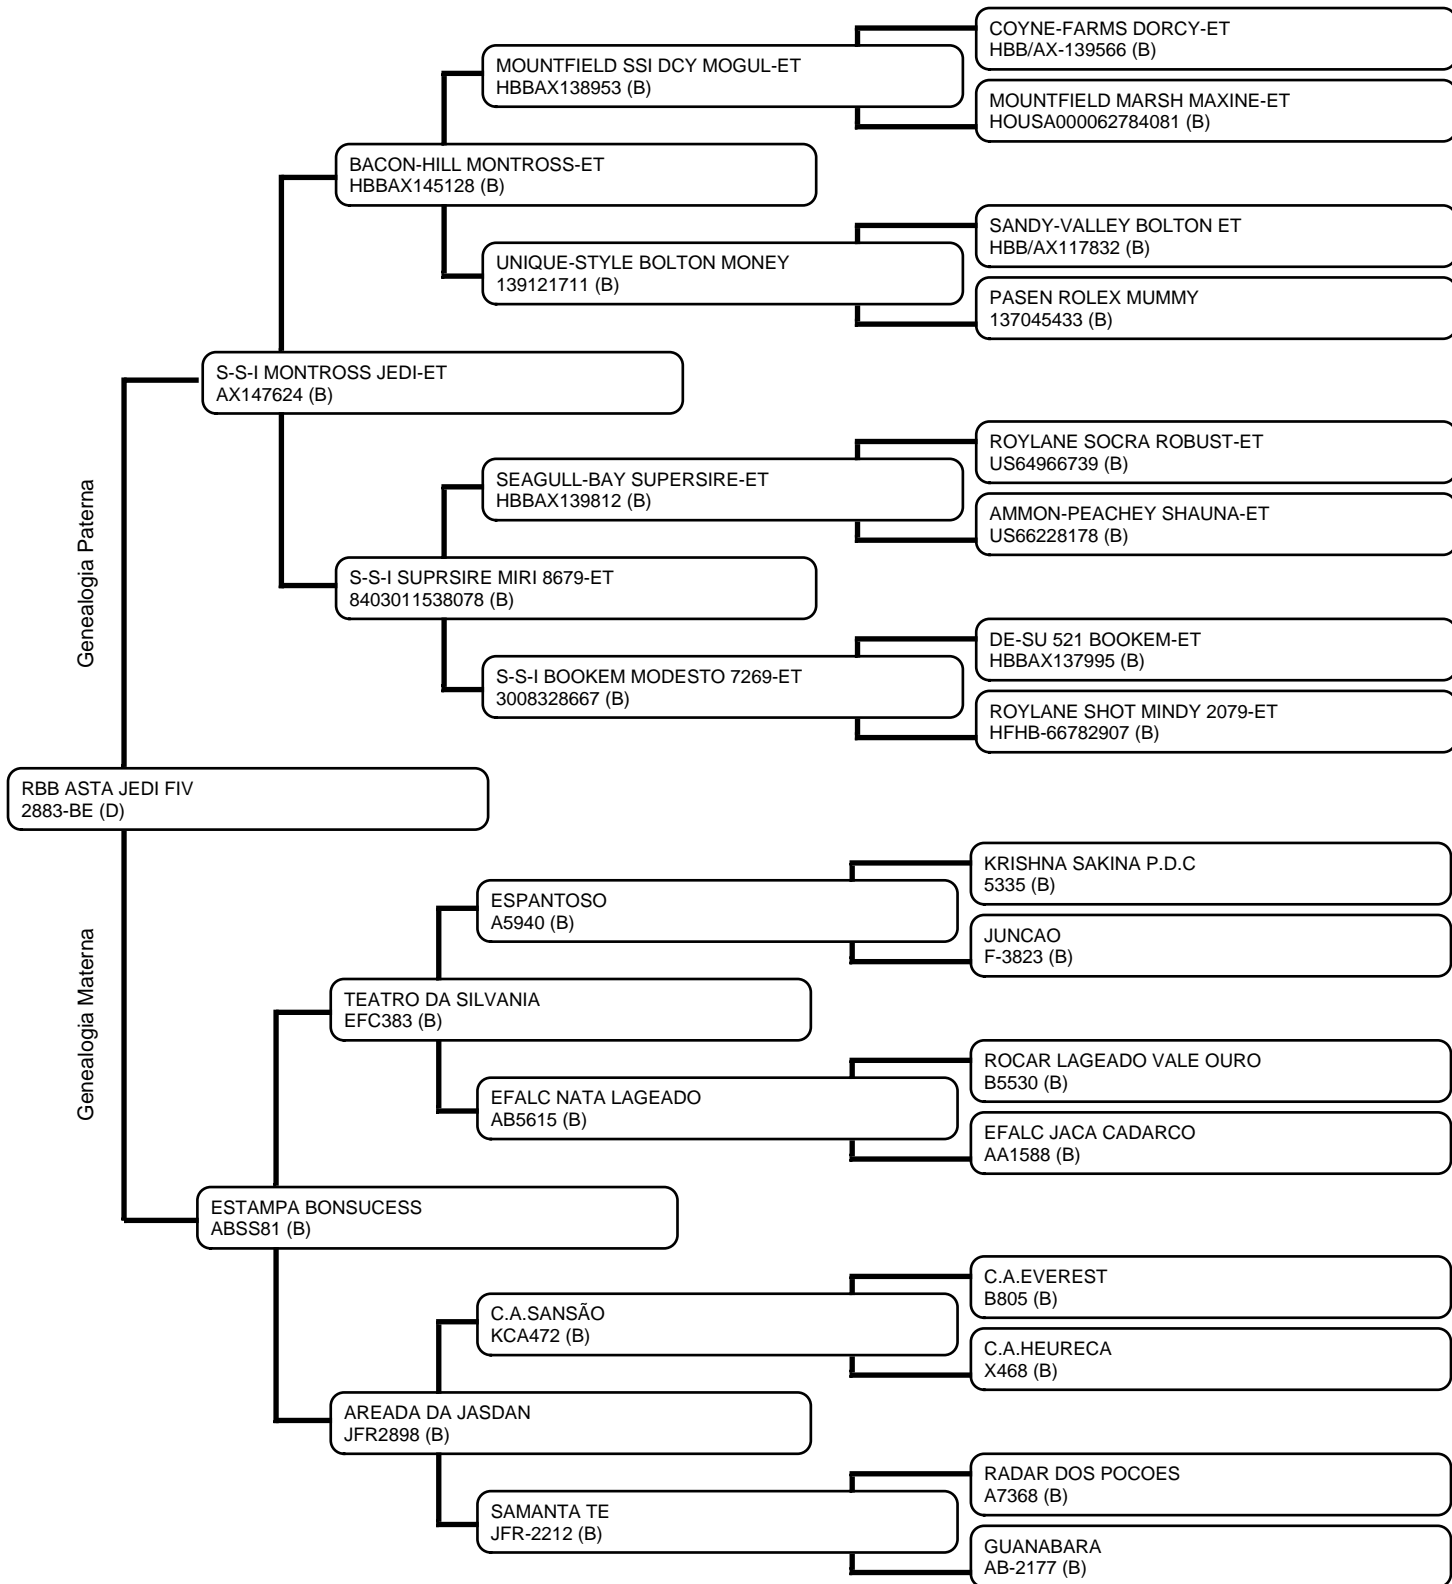 COYNE-FARMS DORCY-ET
HBB/AX-139566 (B)
MOUNTFIELD SSI DCY MOGUL-ET
HBBAX138953 (B)
MOUNTFIELD MARSH MAXINE-ET
HOUSA000062784081 (B)
BACON-HILL MONTROSS-ET
HBBAX145128 (B)
SANDY-VALLEY BOLTON ET
HBB/AX117832 (B)
UNIQUE-STYLE BOLTON MONEY
139121711 (B)
PASEN ROLEX MUMMY
137045433 (B)
S-S-I MONTROSS JEDI-ET
AX147624 (B)
ROYLANE SOCRA ROBUST-ET
US64966739 (B)
SEAGULL-BAY SUPERSIRE-ET
HBBAX139812 (B)
AMMON-PEACHEY SHAUNA-ET
US66228178 (B)
Genealogia Paterna
S-S-I SUPRSIRE MIRI 8679-ET
8403011538078 (B)
DE-SU 521 BOOKEM-ET
HBBAX137995 (B)
S-S-I BOOKEM MODESTO 7269-ET
3008328667 (B)
ROYLANE SHOT MINDY 2079-ET
HFHB-66782907 (B)
RBB ASTA JEDI FIV
2883-BE (D)
KRISHNA SAKINA P.D.C
5335 (B)
ESPANTOSO
A5940 (B)
JUNCAO
F-3823 (B)
Genealogia Materna
TEATRO DA SILVANIA
EFC383 (B)
ROCAR LAGEADO VALE OURO
B5530 (B)
EFALC NATA LAGEADO
AB5615 (B)
EFALC JACA CADARCO
AA1588 (B)
ESTAMPA BONSUCESS
ABSS81 (B)
C.A.EVEREST
B805 (B)
C.A.SANSÃO
KCA472 (B)
C.A.HEURECA
X468 (B)
AREADA DA JASDAN
JFR2898 (B)
RADAR DOS POCOES
A7368 (B)
SAMANTA TE
JFR-2212 (B)
GUANABARA
AB-2177 (B)